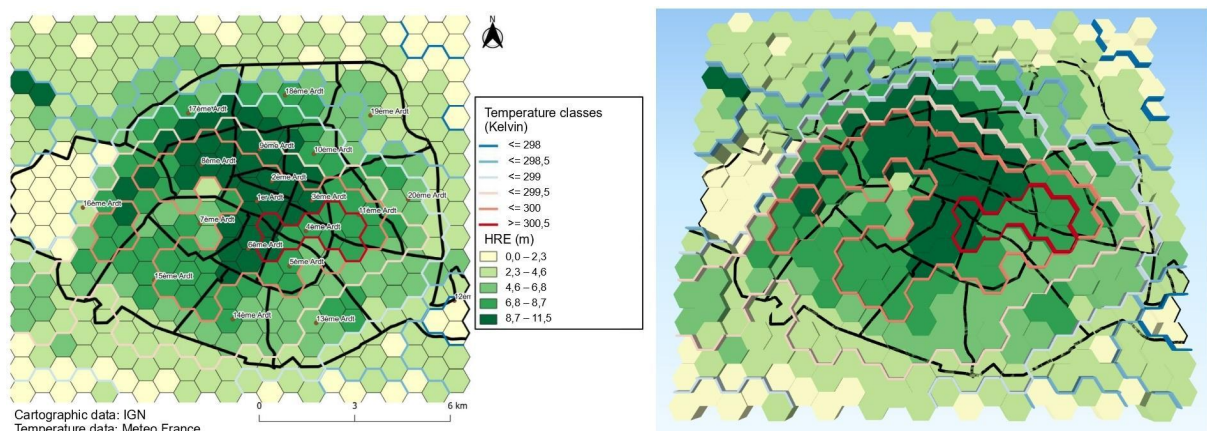 N
18ème Ardt
17ème Ardt
19ème Ardt
9ème Ardt
10ème Ardt
8ème Ardt
2ème Ardt
1er Ardt
3ème Ardt
20ème Ardt
16ème Ardt
11ème Ardt
7ème Ardt
4ème Ardt
6ème Ardt
5ème Ardt
15ème Ardt
12èm
14ème Ardt
13ème Ardt
Temperature classes
(Kelvin)
<= 298
<= 298,5
<= 299
<= 299,5
<= 300
>= 300,5
HRE (m)
0,0 – 2,3
2,3 – 4,6
4,6 – 6,8
6,8 – 8,7
8,7 – 11,5
Cartographic data: IGN
Temperature data: Meteo France
0 3 6 km